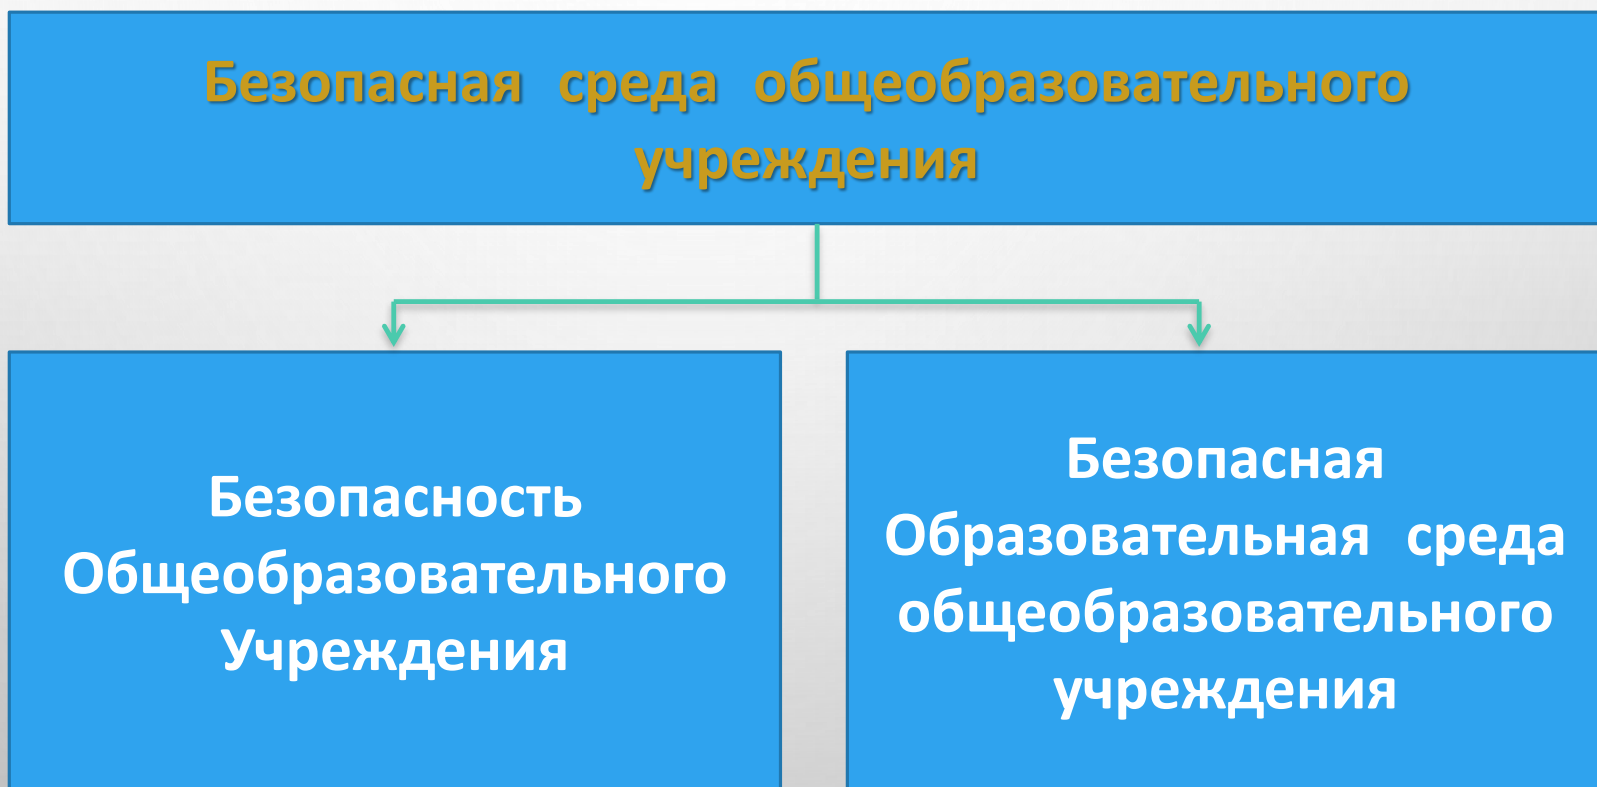 Безопасная среда общеобразовательного
учреждения
Безопасность
Общеобразовательного
Учреждения
Безопасная
Образовательная среда
общеобразовательного
учреждения